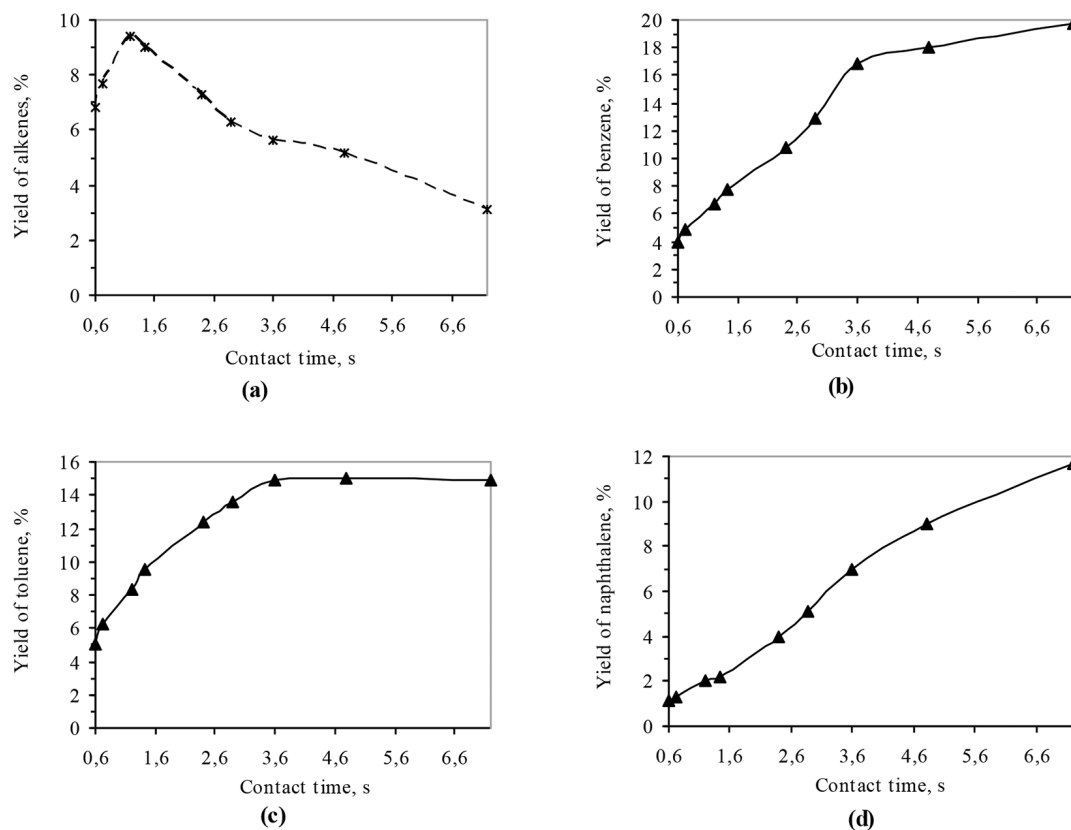 Yield of alkenes, %
10
8
6
4
2
0
0,6 1,6 2,6 3,6 4,6 5,6 6,6
Contact time, s
(a)
Yield of benzene, %
20
18
16
14
12
10
8
6
4
2
0
0,6 1,6 2,6 3,6 4,6 5,6 6,6
Contact time, s
(b)
Yield of toluene, %
16
14
12
10
8
6
4
2
0
0,6 1,6 2,6 3,6 4,6 5,6 6,6
Contact time, s
(c)
Yield of naphthalene, %
12
10
8
6
4
2
0
0,6 1,6 2,6 3,6 4,6 5,6 6,6
Contact time, s
(d)